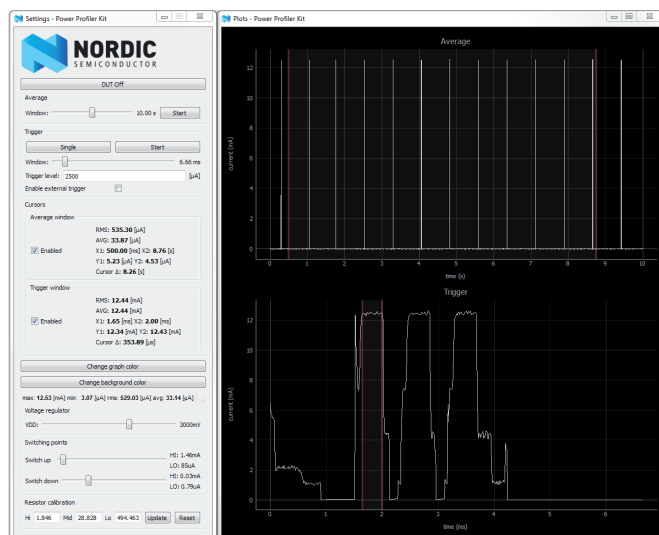 Settings - Power Profiler Kit
NORDIC
SEMICONDUCTOR
DUT Off
Average
Window: 10.00 s Start
Trigger
Single Start
Window: 6.66 ms
Trigger level: 2500 [µA]
Enable external trigger
Cursors
Average window
RMS: 535.30 [µA]
AVG: 33.87 [µA]
Enabled X1: 500.00 [ms] X2: 8.76 [s]
Y1: 5.23 [µA] Y2: 4.53 [µA]
Cursor Δ: 8.26 [s]
Trigger window
RMS: 12.44 [mA]
AVG: 12.44 [mA]
Enabled X1: 1.65 [ms] X2: 2.00 [ms]
Y1: 12.34 [mA] Y2: 12.43 [mA]
Cursor Δ: 353.89 [µs]
Change graph color
Change background color
max: 12.53 [mA] min: 3.07 [µA] rms: 529.03 [µA] avg: 33.14 [µA]
Voltage regulator
VDD: 3000mV
Switching points
Switch up HI: 1.46mA
LO: 85uA
Switch down HI: 0.03mA
LO: 0.79uA
Resistor calibration
Hi 1.846 Mid 28.828 Lo 494.463 Update Reset
Plots - Power Profiler Kit
Average
12
10
8
6
4
2
0
current (mA)
0 1 2 3 4 5 6 7 8 9 10
time (s)
Trigger
12
10
8
6
4
2
0
current (mA)
0 1 2 3 4 5 6
time (ms)